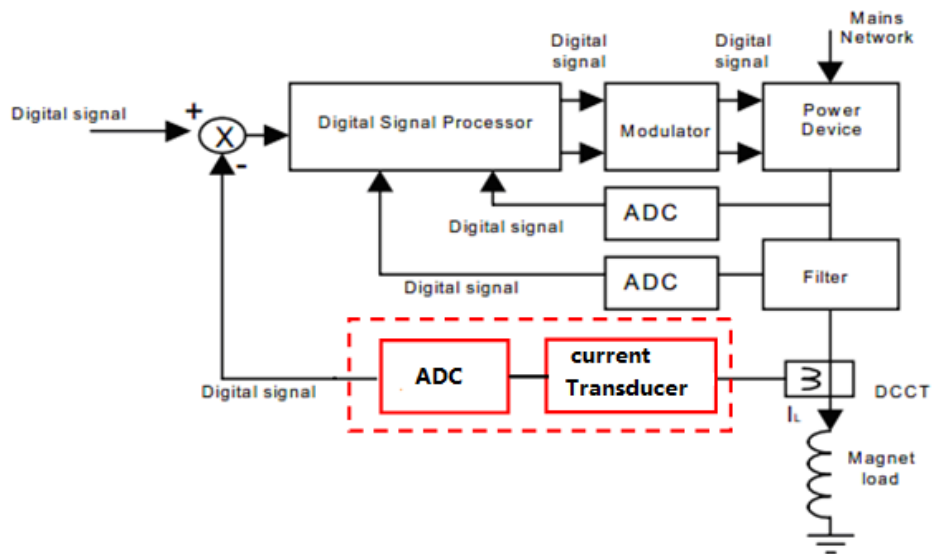 Mains
Network
Digital
signal
Digital
signal
Digital signal
+
X
-
Digital Signal Processor
Modulator
Power
Device
ADC
Digital signal
ADC
Digital signal
Filter
ADC
current
Transducer
Digital signal
DCCT
IL
Magnet
load